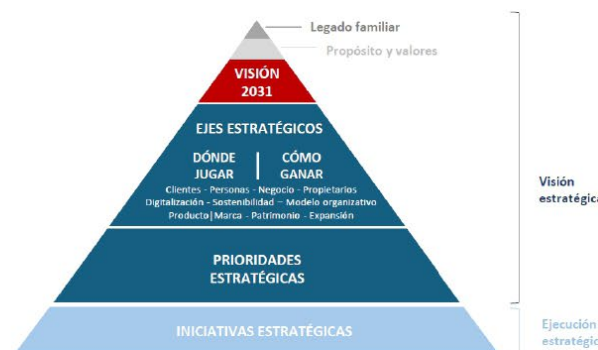 Legado familiar
Propósito y valores
VISIÓN
2031
EJES ESTRATÉGICOS
DÓNDE
JUGAR
CÓMO
GANAR
Clientes - Personas - Negocio - Propietarios
Digitalización - Sostenibilidad – Modelo organizativo
Producto|Marca - Patrimonio - Expansión
Visión
PRIORIDADES
ESTRATÉGICAS
INICIATIVAS ESTRATÉGICAS
Ejecución